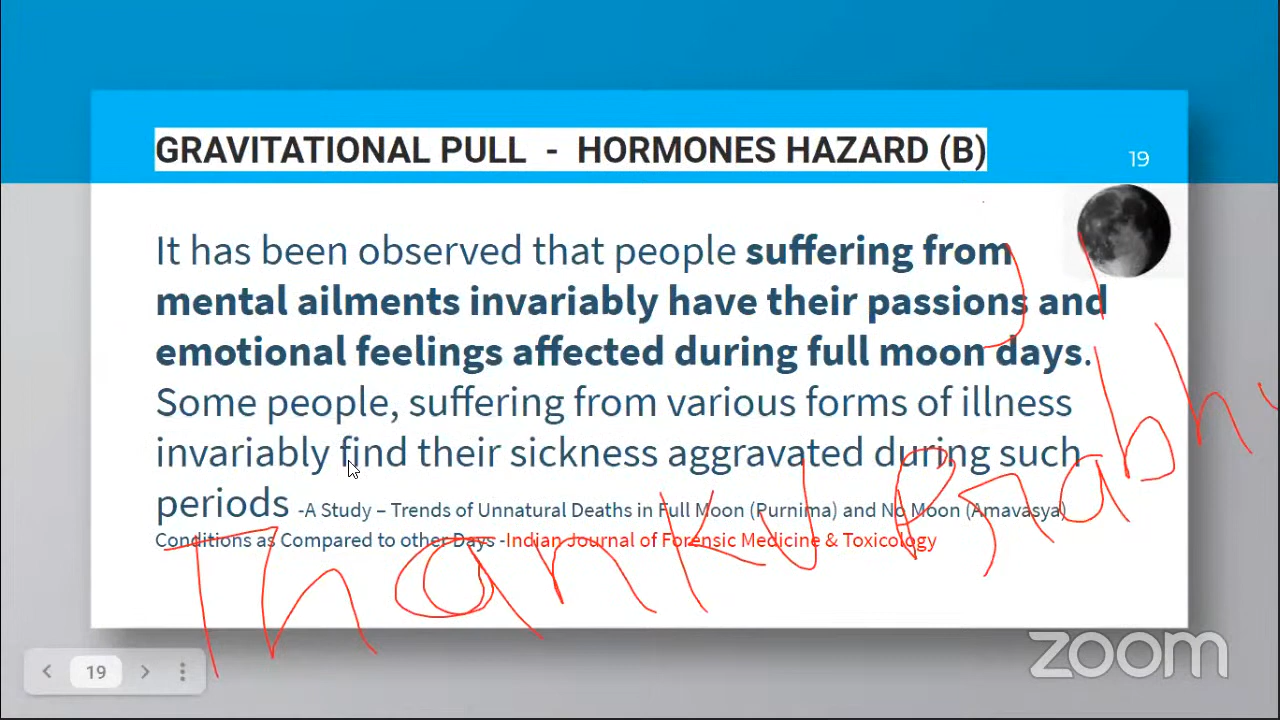 GRAVITATIONAL PULL - HORMONES HAZARD (B)
19
It has been observed that people suffering from
mental ailments invariably have their passions and
emotional feelings affected during full moon days.
Some people, suffering from various forms of illness
invariably find their sickness aggravated during such
periods -A Study – Trends of Unnatural Deaths in Full Moon (Purnima) and No Moon (Amavasya)
Conditions as Compared to other Days -Indian Journal of Forensic Medicine & Toxicology
Thank U Prabhu
19
zoom